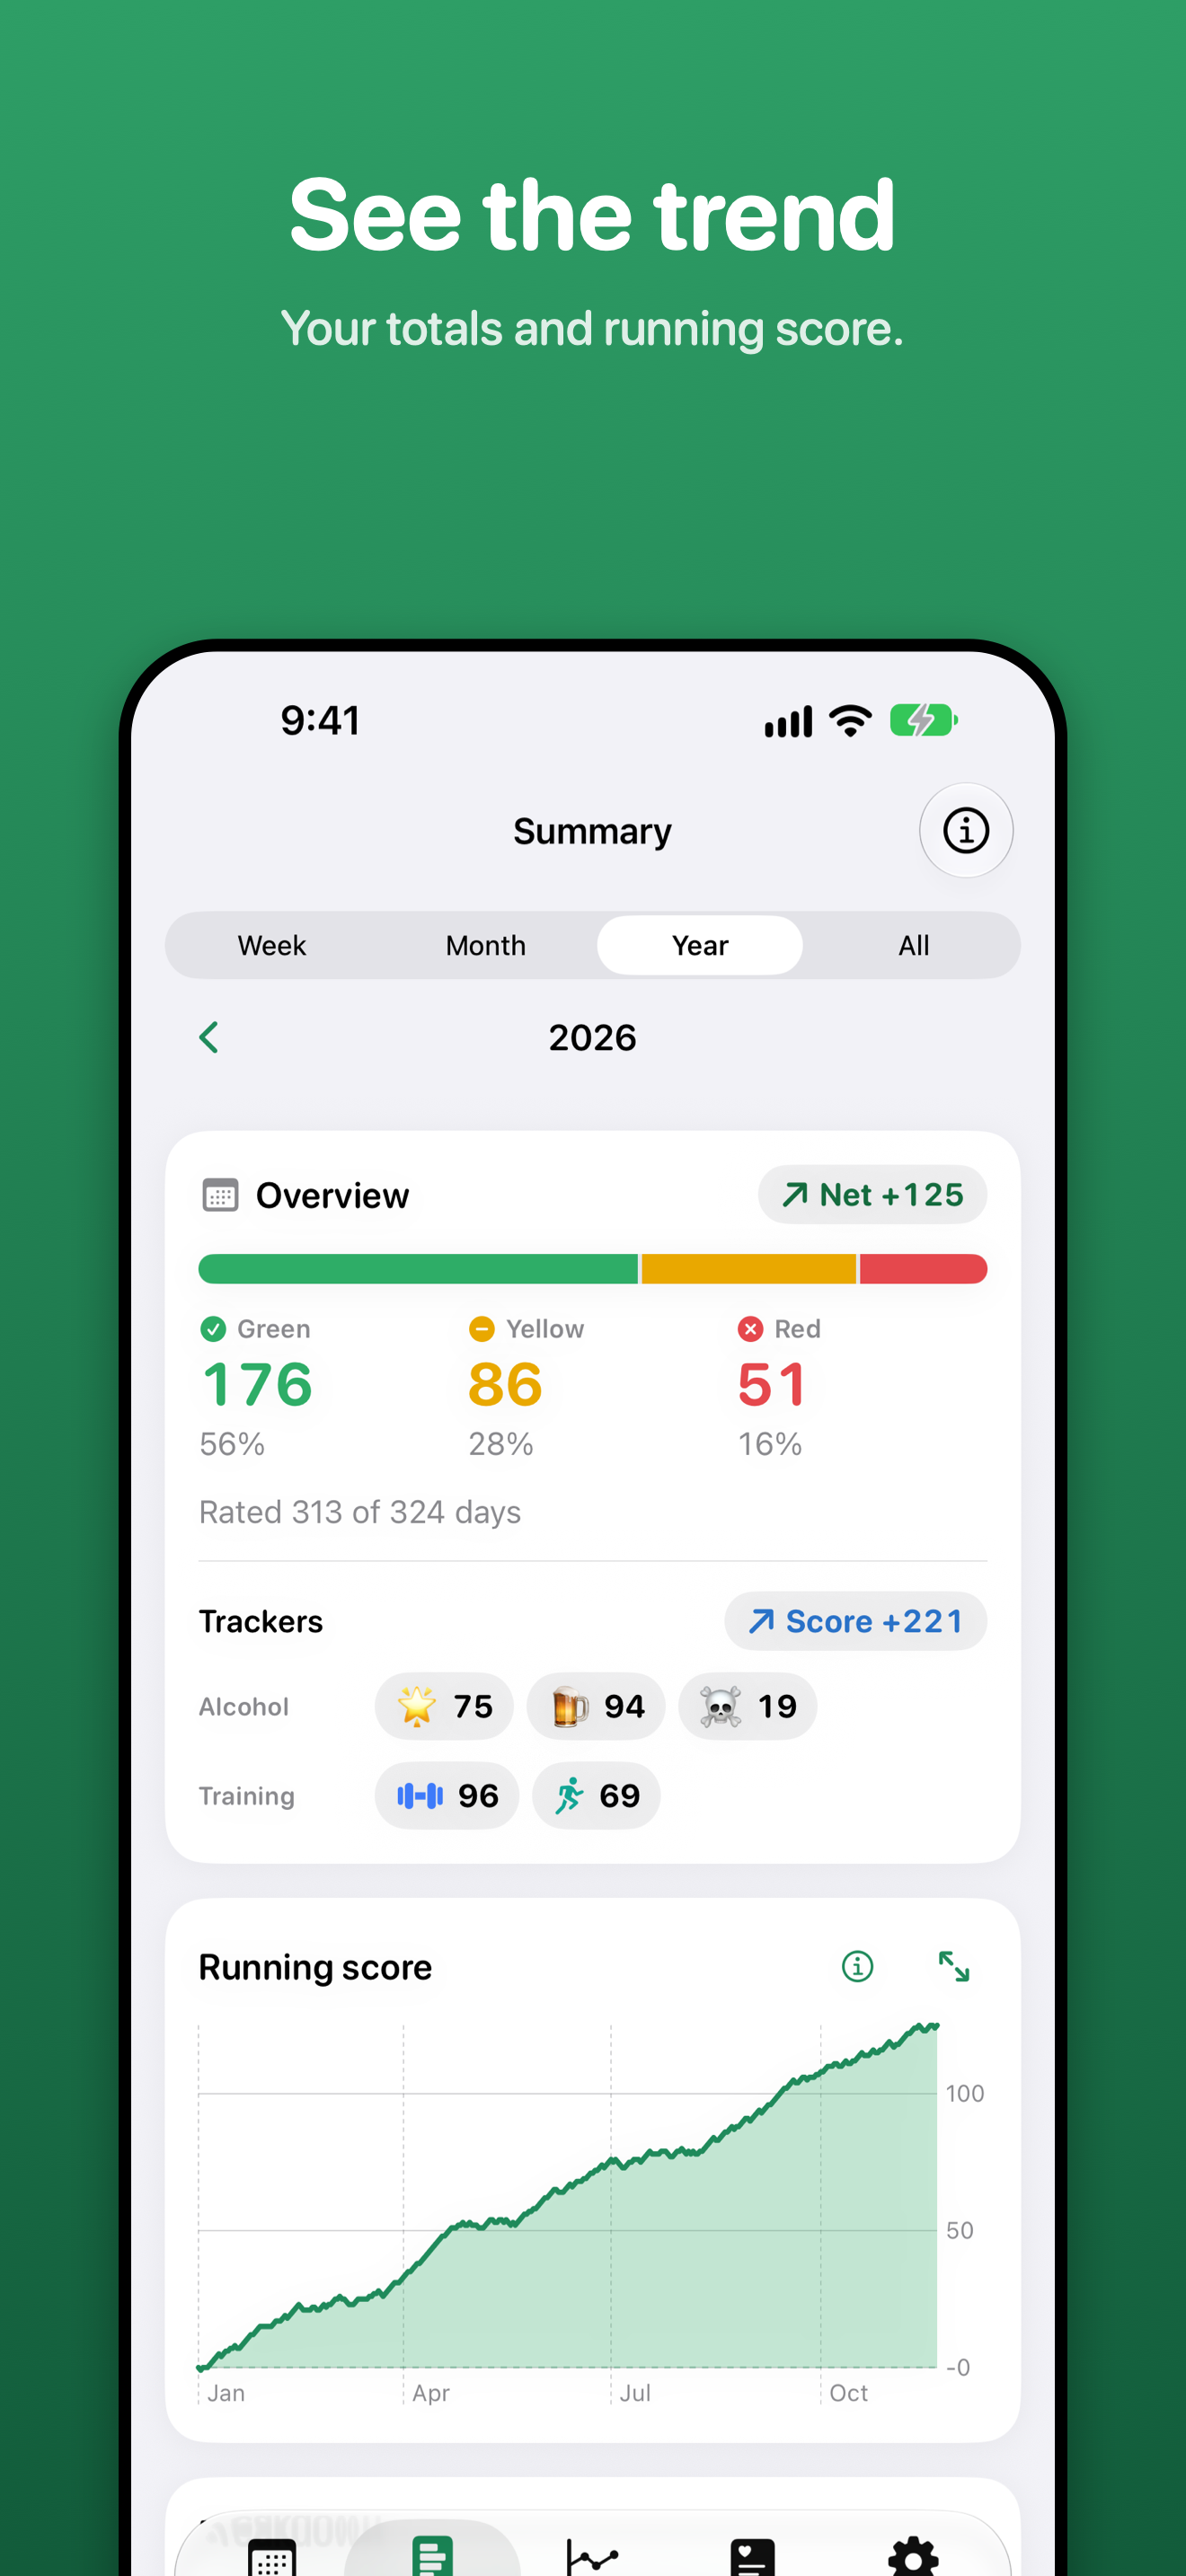 See the trend
Your totals and running score.
9:41
Summary
Week Month Year All
2026
Overview Net +125
Green Yellow Red
176 86 51
56% 28% 16%
Rated 313 of 324 days
Trackers Score +221
Alcohol 75 94 19
Training 96 69
Running score
100
50
-0
Jan Apr Jul Oct